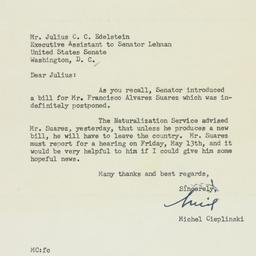 Mr. Julius C. C. Edelstein
Executive Assistant to Senator Lehman
United States Senate
Washington, D. C.
Dear Julius:
As you recall, Senator introduced
a bill for Mr. Francisco Alvarez Suares which was in-
definitely postponed.
The Naturalization Service advised
Mr. Suares, yesterday, that unless he produces a new
bill, he will have to leave the country. Mr. Suares
must report for a hearing on Friday, May 13th, and it
would be very helpful to him if I could give him some
hopeful news.
Many thanks and best regards,
Sincerely,
Michel Cieplinski
MC:fc